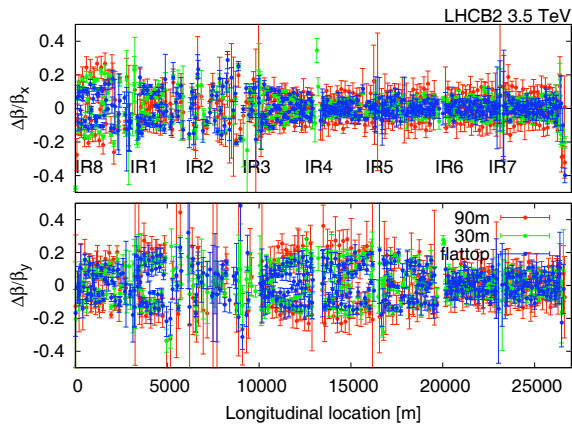 LHCB2 3.5 TeV
Δβ/βx
0.4
0.2
0
-0.2
-0.4
IR8 IR1 IR2 IR3 IR4 IR5 IR6 IR7
Δβ/βy
0.4
0.2
0
-0.2
-0.4
90m
30m
flattop
0 5000 10000 15000 20000 25000
Longitudinal location [m]